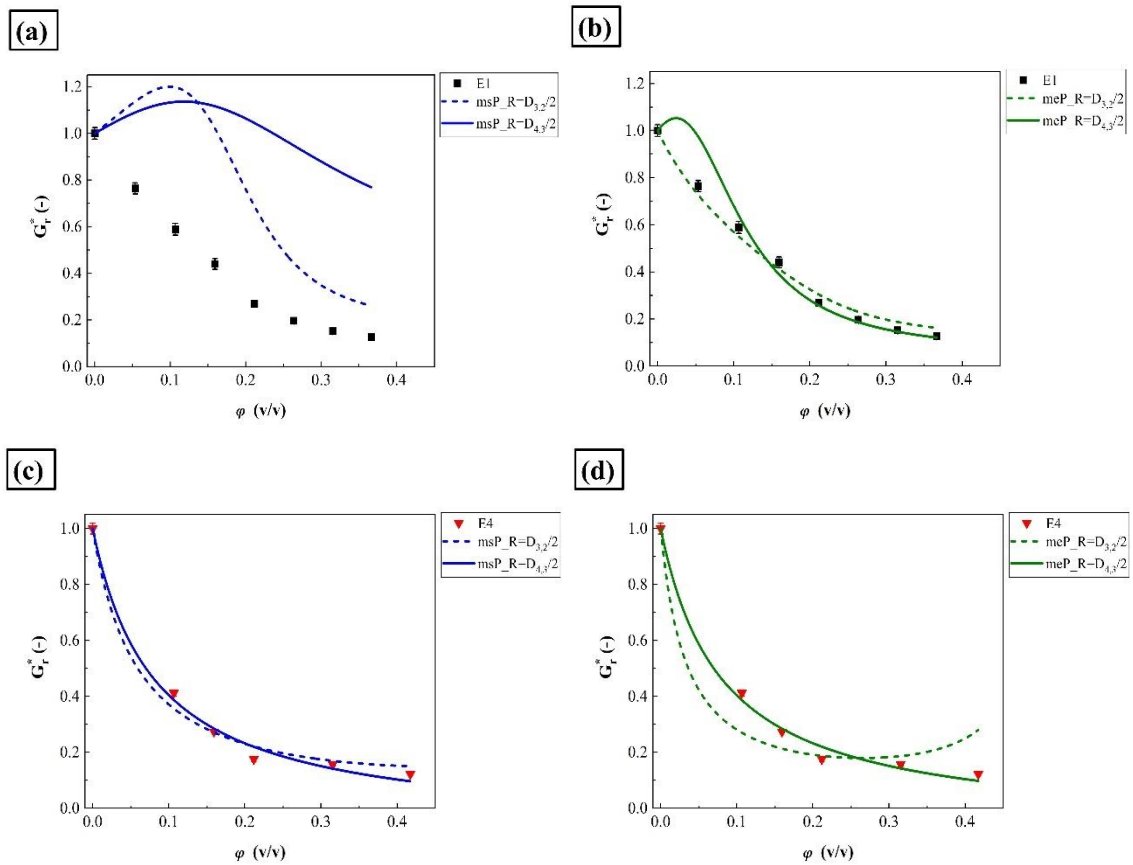 (a)
E1
msP_R=D3,2/2
msP_R=D4,3/2
1.2
1.0
0.8
0.6
0.4
0.2
0.0
Gr* (-)
0.0 0.1 0.2 0.3 0.4
φ (v/v)
(b)
E1
meP_R=D3,2/2
meP_R=D4,3/2
1.2
1.0
0.8
0.6
0.4
0.2
0.0
Gr* (-)
0.0 0.1 0.2 0.3 0.4
φ (v/v)
(c)
E4
msP_R=D3,2/2
msP_R=D4,3/2
1.0
0.8
0.6
0.4
0.2
0.0
Gr* (-)
0.0 0.1 0.2 0.3 0.4
φ (v/v)
(d)
E4
meP_R=D3,2/2
meP_R=D4,3/2
1.0
0.8
0.6
0.4
0.2
0.0
Gr* (-)
0.0 0.1 0.2 0.3 0.4
φ (v/v)